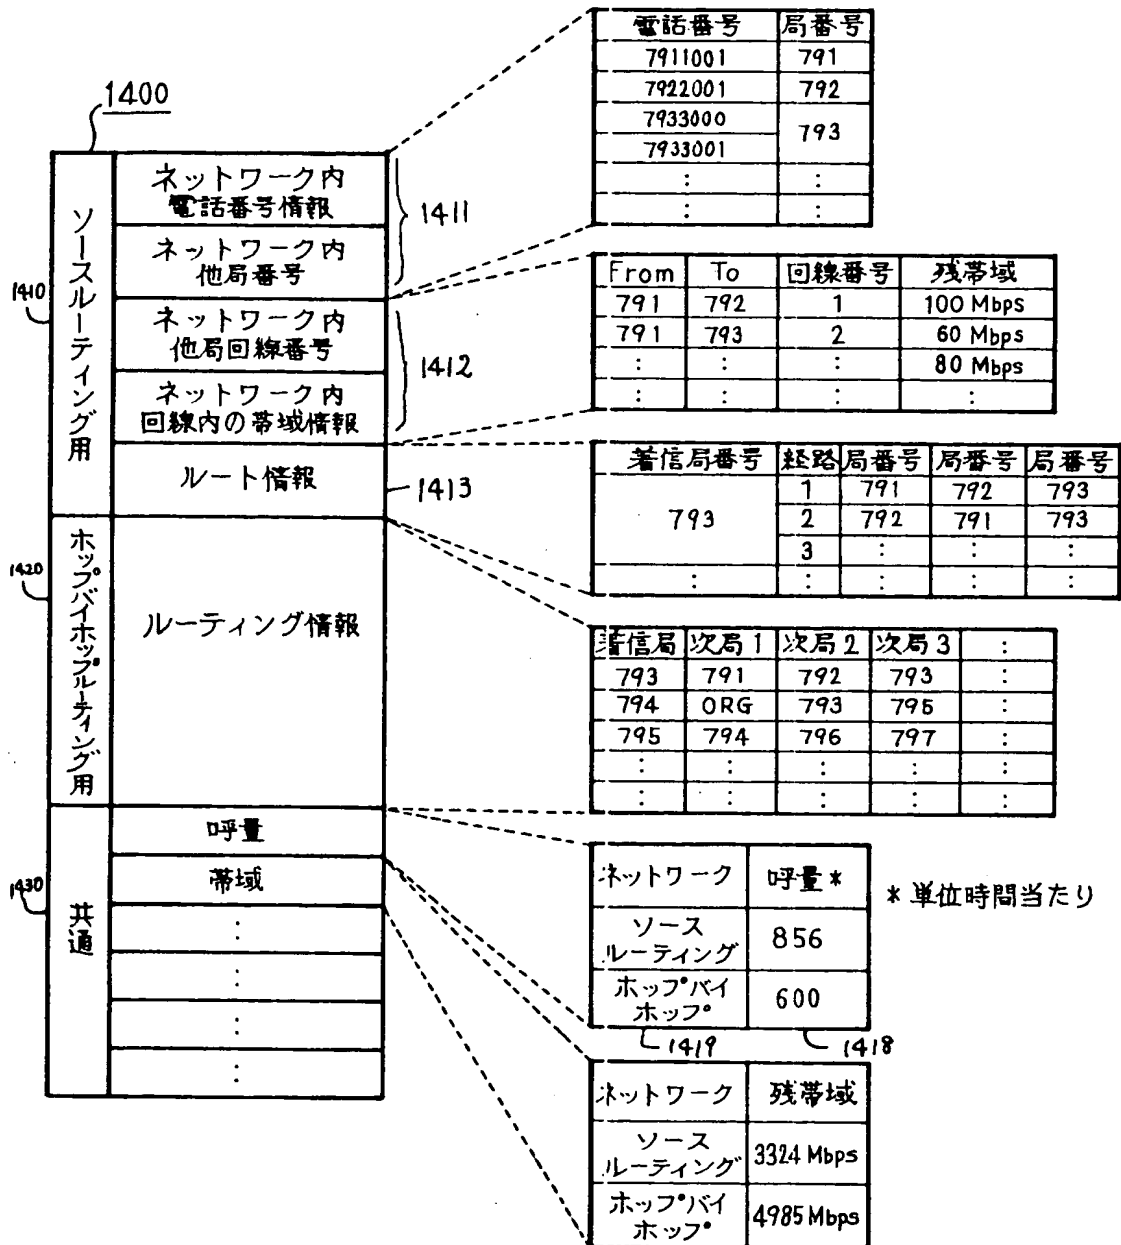 1400
1410
ソースルーティング用
ネットワーク内
電話番号情報
ネットワーク内
他局番号
1411
ネットワーク内
他局回線番号
ネットワーク内
回線内の帯域情報
1412
ルート情報
1413
1420
ホップバイホップルーティング用
ルーティング情報
1430
共通
呼量
帯域
:
:
:
:
電話番号 局番号
7911001 791
7922001 792
7933000 793
7933001
: :
: :
From To 回線番号 残帯域
791 792 1 100 Mbps
791 793 2 60 Mbps
: : : 80 Mbps
: : : :
着信局番号 経路 局番号 局番号 局番号
793 1 791 792 793
2 792 791 793
3 : : :
: : : : :
着信局 次局1 次局2 次局3 :
793 791 792 793 :
794 ORG 793 795 :
795 794 796 797 :
: : : : :
: : : : :
ネットワーク 呼量*
ソース
ルーティング 856
ホップバイ
ホップ 600
*単位時間当たり
1419 1418
ネットワーク 残帯域
ソース
ルーティング 3324 Mbps
ホップバイ
ホップ 4985 Mbps